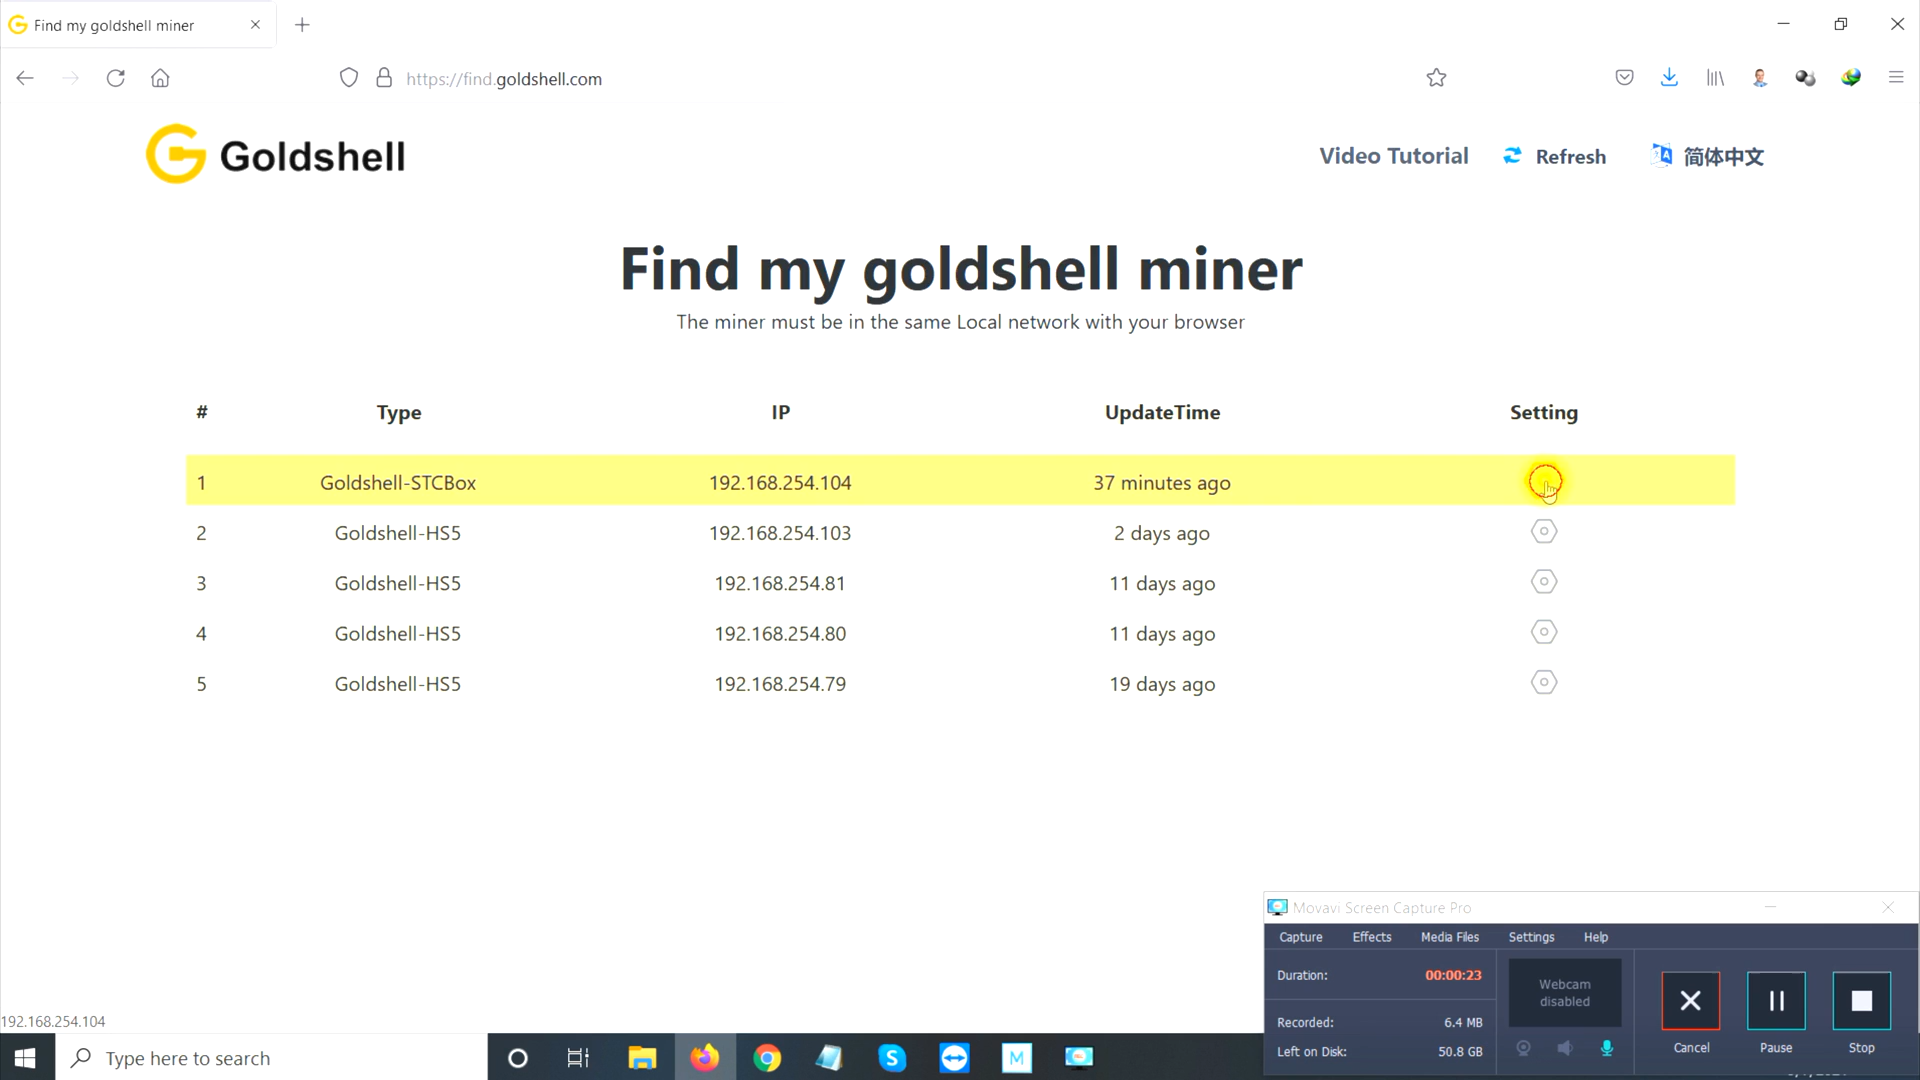 Find my goldshell miner
https://find.goldshell.com
Goldshell
Video Tutorial
Refresh
简体中文
Find my goldshell miner
The miner must be in the same Local network with your browser
# Type IP UpdateTime Setting
1 Goldshell-STCBox 192.168.254.104 37 minutes ago
2 Goldshell-HS5 192.168.254.103 2 days ago
3 Goldshell-HS5 192.168.254.81 11 days ago
4 Goldshell-HS5 192.168.254.80 11 days ago
5 Goldshell-HS5 192.168.254.79 19 days ago
Movavi Screen Capture Pro
Capture Effects Media Files Settings Help
Duration: 00:00:23
Webcam
disabled
Recorded: 6.4 MB
Left on Disk: 50.8 GB
Cancel Pause Stop
192.168.254.104
Type here to search